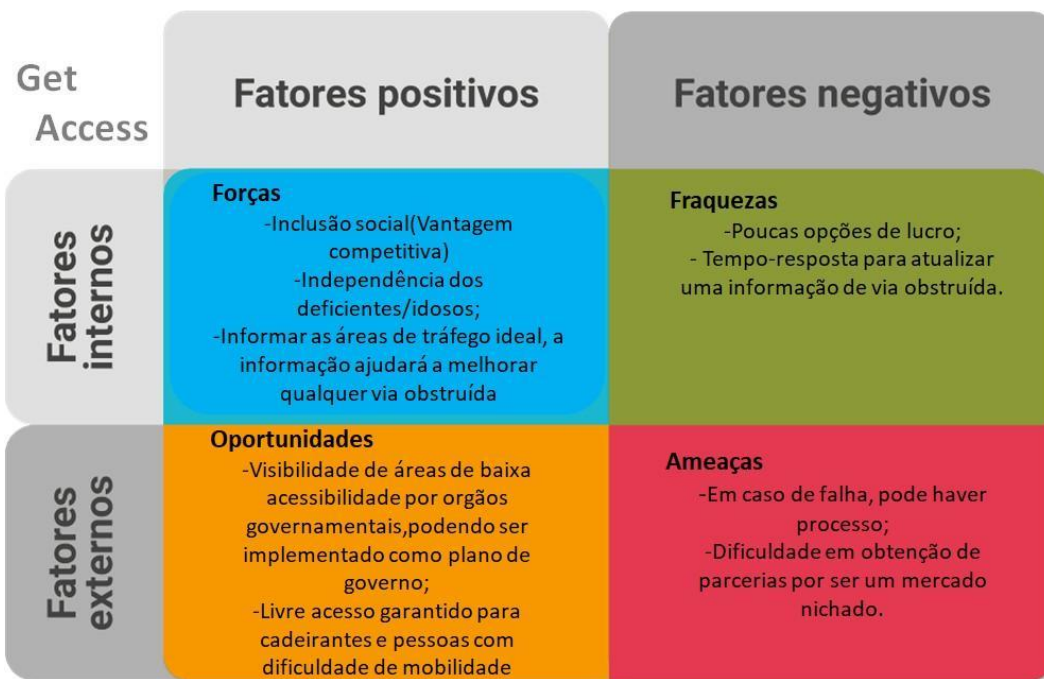 Get
Access
Fatores positivos
Fatores negativos
Fatores
internos
Forças
-Inclusão social(Vantagem
competitiva)
-Independência dos
deficientes/idosos;
-Informar as áreas de tráfego ideal, a
informação ajudará a melhorar
qualquer via obstruída
Fraquezas
-Poucas opções de lucro;
- Tempo-resposta para atualizar
uma informação de via obstruída.
Fatores
externos
Oportunidades
-Visibilidade de áreas de baixa
acessibilidade por orgãos
governamentais,podendo ser
implementado como plano de
governo;
-Livre acesso garantido para
cadeirantes e pessoas com
dificuldade de mobilidade
Ameaças
-Em caso de falha, pode haver
processo;
-Dificuldade em obtenção de
parcerias por ser um mercado
nichado.